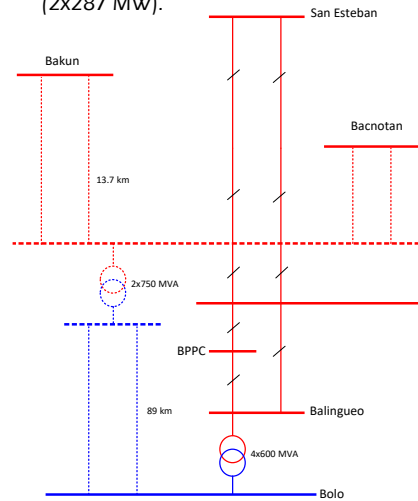 (2x287 MW).
San Esteban
Bakun
Bacnotan
13.7 km
2x750 MVA
BPPC
89 km
Balingueo
4x600 MVA
Bolo